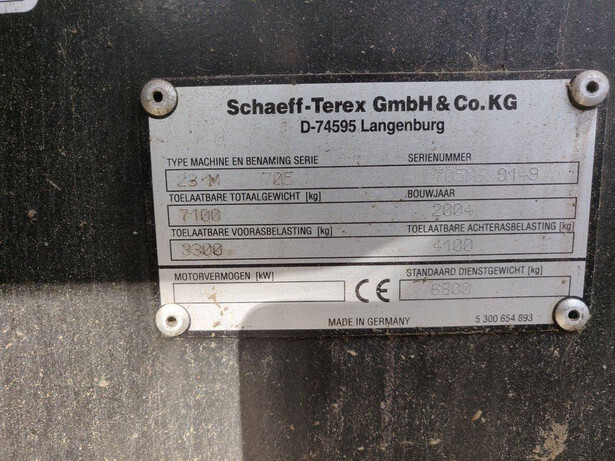 Schaeff-Terex GmbH & Co. KG
D-74595 Langenburg
TYPE MACHINE EN BENAMING SERIE
SERIENUMMER
705
TOELAATBARE TOTAALGEWICHT [kg]
BOUWJAAR
7100
2004
TOELAATBARE VOORASBELASTING [kg]
TOELAATBARE ACHTERASBELASTING [kg]
3300
4100
MOTORVERMOGEN [kW]
CE
STANDAARD DIENSTGEWICHT [kg]
6800
MADE IN GERMANY
5 300 654 893